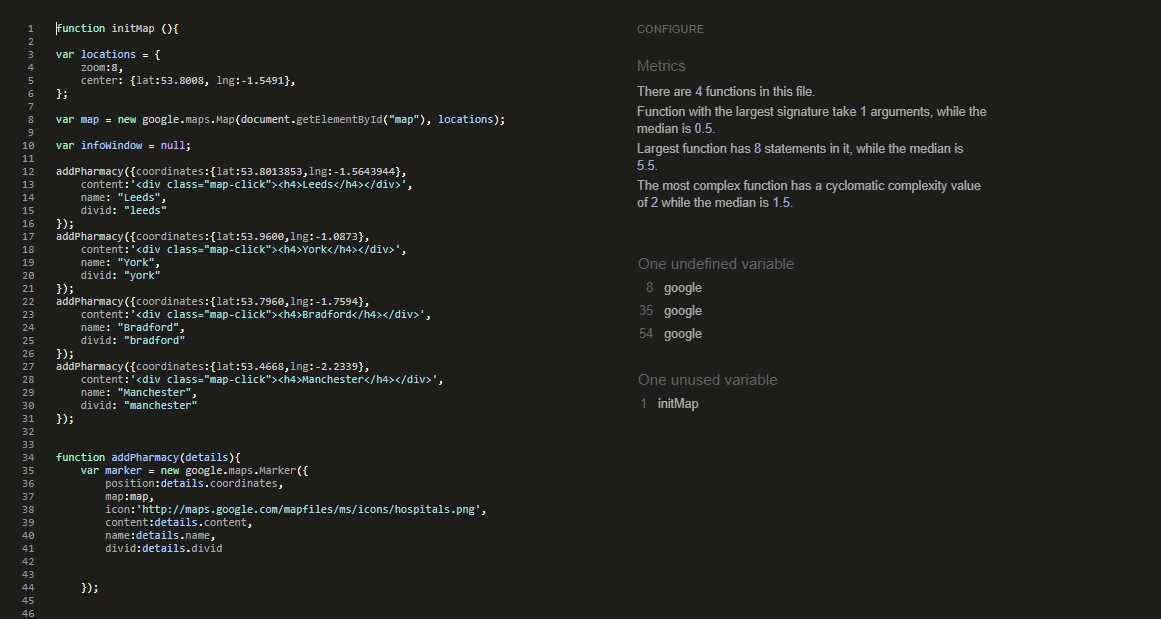 1 function initMap (){
2
3 var locations = {
4 zoom:8,
5 center: {lat:53.8008, lng:-1.5491},
6 };
7
8 var map = new google.maps.Map(document.getElementById("map"), locations);
9
10 var infoWindow = null;
11
12 addPharmacy({coordinates:{lat:53.8013853,lng:-1.5643944},
13 content:'<div class="map-click"><h4>Leeds</h4></div>',
14 name: "Leeds",
15 divid: "leeds"
16 });
17 addPharmacy({coordinates:{lat:53.9600,lng:-1.0873},
18 content:'<div class="map-click"><h4>York</h4></div>',
19 name: "York",
20 divid: "york"
21 });
22 addPharmacy({coordinates:{lat:53.7960,lng:-1.7594},
23 content:'<div class="map-click"><h4>Bradford</h4></div>',
24 name: "Bradford",
25 divid: "bradford"
26 });
27 addPharmacy({coordinates:{lat:53.4668,lng:-2.2339},
28 content:'<div class="map-click"><h4>Manchester</h4></div>',
29 name: "Manchester",
30 divid: "manchester"
31 });
32
33
34 function addPharmacy(details){
35 var marker = new google.maps.Marker({
36 position:details.coordinates,
37 map:map,
38 icon:'http://maps.google.com/mapfiles/ms/icons/hospitals.png',
39 content:details.content,
40 name:details.name,
41 divid:details.divid
42
43
44 });
45
46
CONFIGURE
Metrics
There are 4 functions in this file.
Function with the largest signature take 1 arguments, while the
median is 0.5.
Largest function has 8 statements in it, while the median is
5.5.
The most complex function has a cyclomatic complexity value
of 2 while the median is 1.5.
One undefined variable
8 google
35 google
54 google
One unused variable
1 initMap